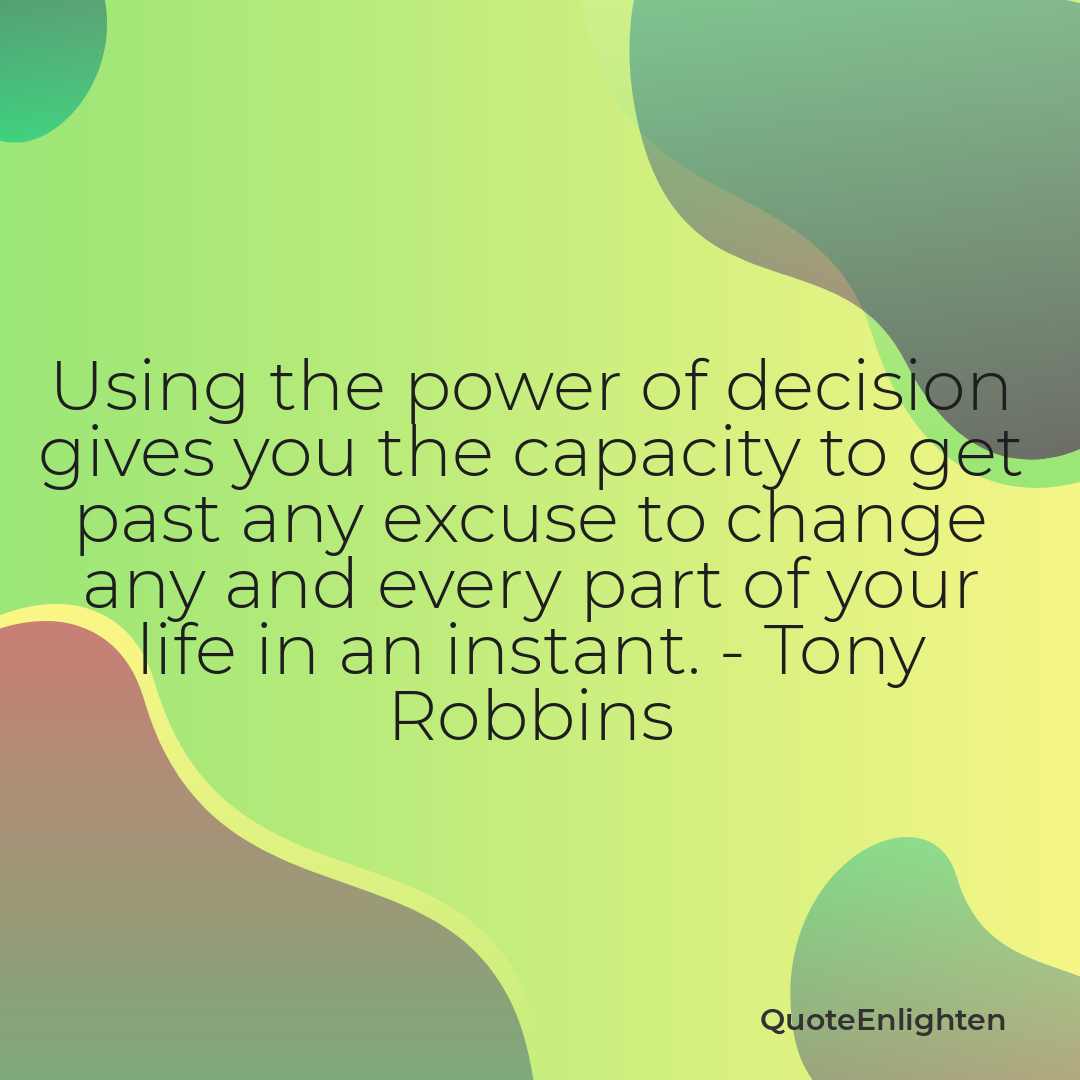 Using the power of decision
gives you the capacity to get
past any excuse to change
any and every part of your
life in an instant. - Tony
Robbins
QuoteEnlighten